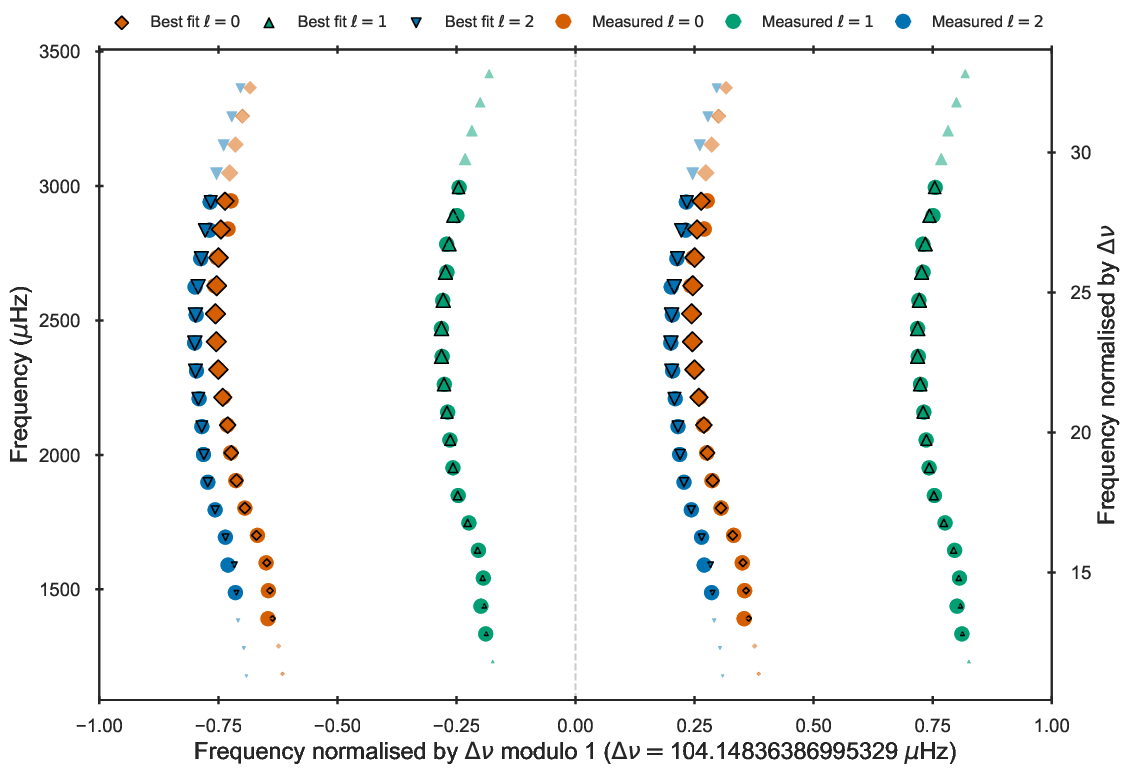 Best fit ℓ = 0 Best fit ℓ = 1 Best fit ℓ = 2 Measured ℓ = 0 Measured ℓ = 1 Measured ℓ = 2
3500
3000
2500
2000
1500
Frequency (μHz)
30
25
20
15
Frequency normalised by Δν
−1.00 −0.75 −0.50 −0.25 0.00 0.25 0.50 0.75 1.00
Frequency normalised by Δν modulo 1 (Δν = 104.14836386995329 μHz)